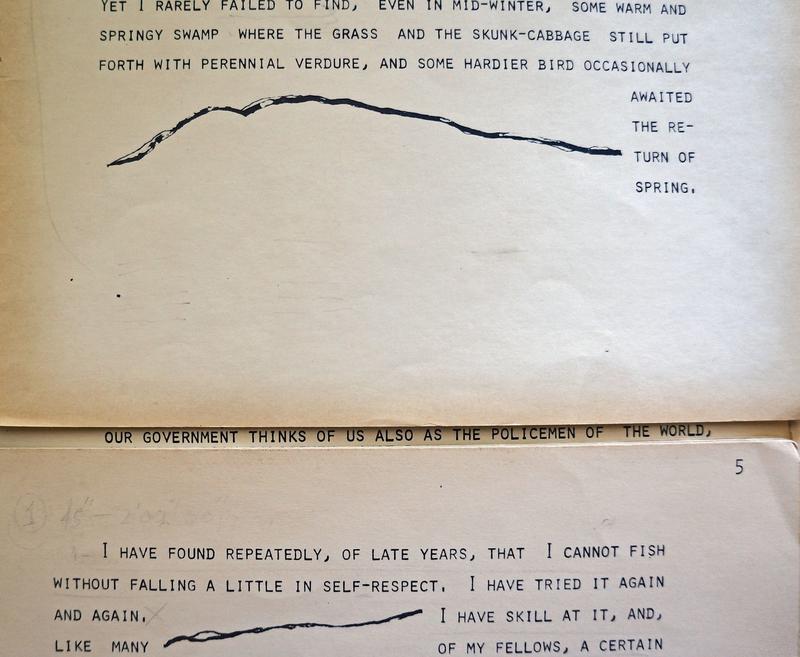 YET I RARELY FAILED TO FIND, EVEN IN MID-WINTER, SOME WARM AND
SPRINGY SWAMP WHERE THE GRASS AND THE SKUNK-CABBAGE STILL PUT
FORTH WITH PERENNIAL VERDURE, AND SOME HARDIER BIRD OCCASIONALLY
AWAITED
THE RE-
TURN OF
SPRING.
OUR GOVERNMENT THINKS OF US ALSO AS THE POLICEMEN OF THE WORLD,
5
I HAVE FOUND REPEATEDLY, OF LATE YEARS, THAT I CANNOT FISH
WITHOUT FALLING A LITTLE IN SELF-RESPECT. I HAVE TRIED IT AGAIN
AND AGAIN. I HAVE SKILL AT IT, AND,
LIKE MANY OF MY FELLOWS, A CERTAIN